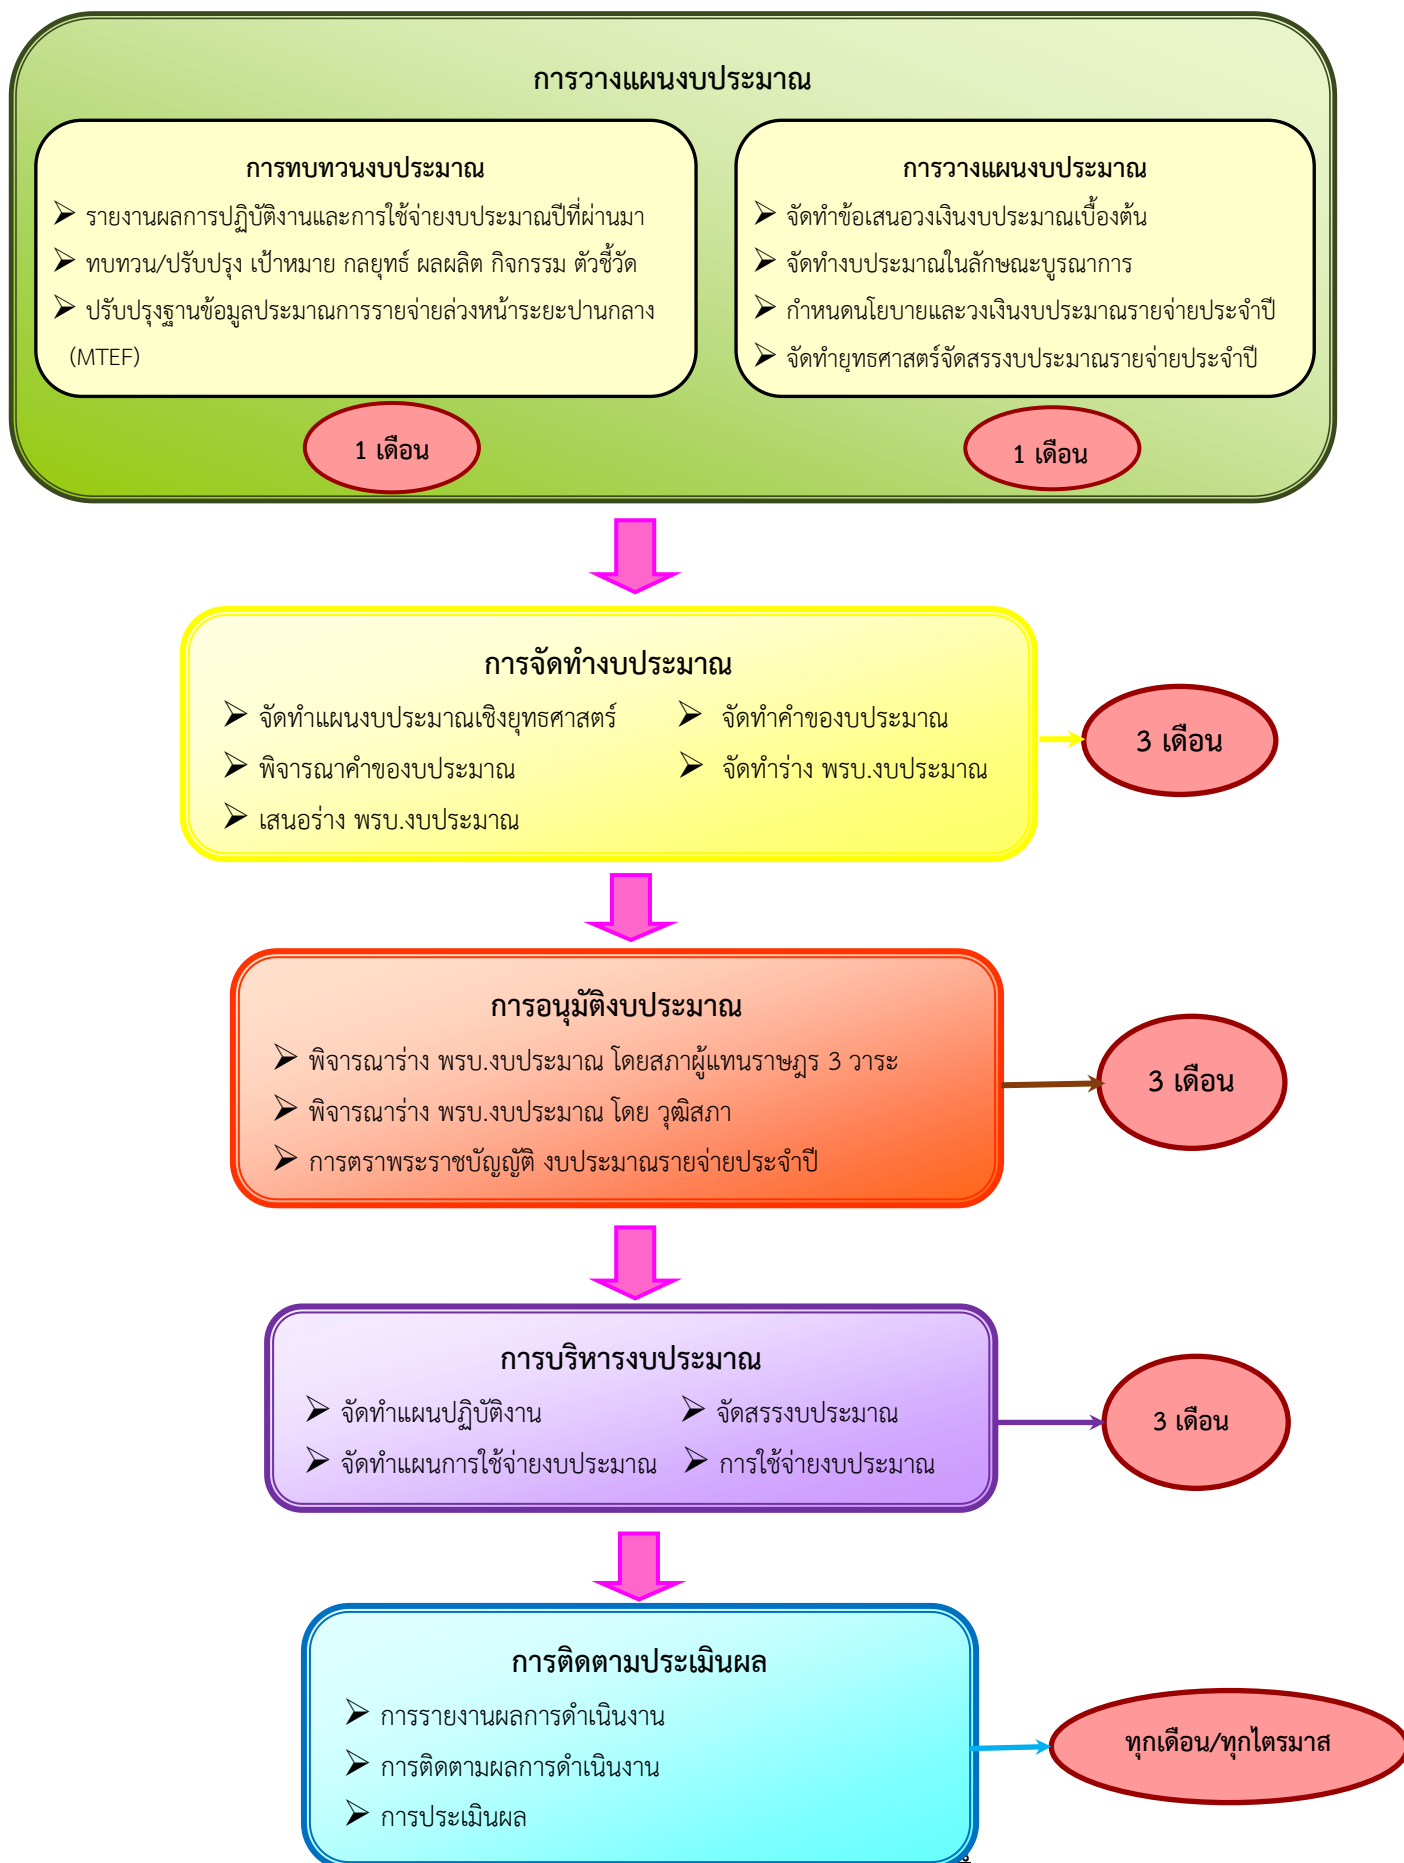 การวางแผนงบประมาณ
การทบทวนงบประมาณ
รายงานผลการปฏิบัติงานและการใช้จ่ายงบประมาณปีที่ผ่านมา
ทบทวน/ปรับปรุง เป้าหมาย กลยุทธ์ ผลผลิต กิจกรรม ตัวชี้วัด
ปรับปรุงฐานข้อมูลประมาณการรายจ่ายล่วงหน้าระยะปานกลาง
(MTEF)
1 เดือน
การวางแผนงบประมาณ
จัดทำข้อเสนอวงเงินงบประมาณเบื้องต้น
จัดทำงบประมาณในลักษณะบูรณาการ
กำหนดนโยบายและวงเงินงบประมาณรายจ่ายประจำปี
จัดทำยุทธศาสตร์จัดสรรงบประมาณรายจ่ายประจำปี
1 เดือน
การจัดทำงบประมาณ
จัดทำแผนงบประมาณเชิงยุทธศาสตร์
จัดทำคำของบประมาณ
พิจารณาคำของบประมาณ
จัดทำร่าง พรบ.งบประมาณ
เสนอร่าง พรบ.งบประมาณ
3 เดือน
การอนุมัติงบประมาณ
พิจารณาร่าง พรบ.งบประมาณ โดยสภาผู้แทนราษฎร 3 วาระ
พิจารณาร่าง พรบ.งบประมาณ โดย วุฒิสภา
การตราพระราชบัญญัติ งบประมาณรายจ่ายประจำปี
3 เดือน
การบริหารงบประมาณ
จัดทำแผนปฏิบัติงาน
จัดสรรงบประมาณ
จัดทำแผนการใช้จ่ายงบประมาณ
การใช้จ่ายงบประมาณ
3 เดือน
การติดตามประเมินผล
การรายงานผลการดำเนินงาน
การติดตามผลการดำเนินงาน
การประเมินผล
ทุกเดือน/ทุกไตรมาส